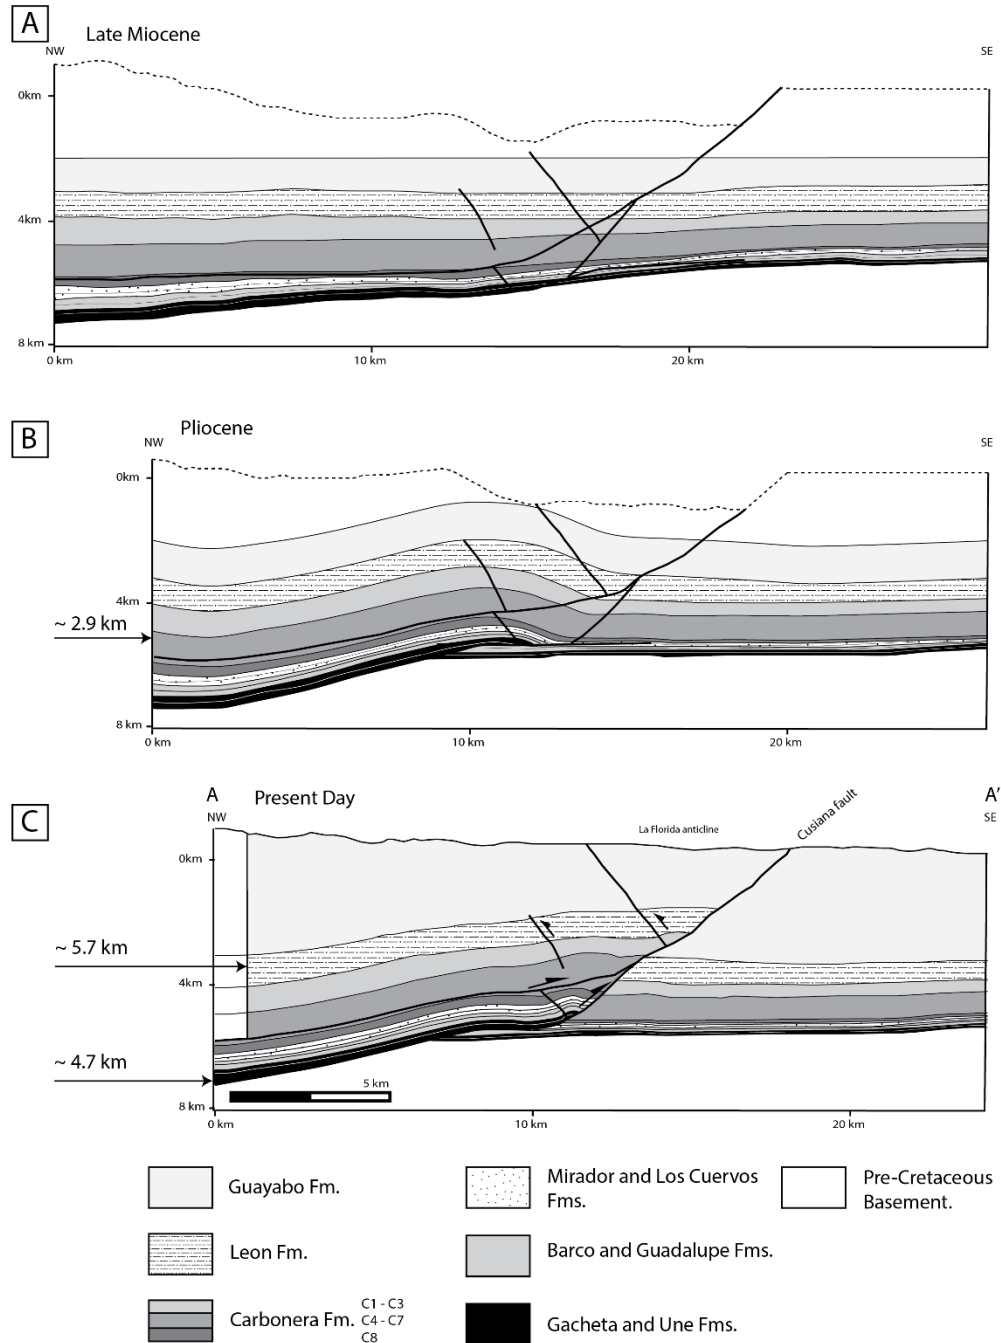 A
Late Miocene
NW
SE
0km
4km
8 km
0 km
10 km
20 km
B
Pliocene
NW
SE
0km
4km
~ 2.9 km
8 km
0 km
10 km
20 km
C
A
Present Day
A'
NW
La Florida anticline
Cusiana fault
SE
0km
~ 5.7 km
4km
~ 4.7 km
5 km
8 km
0 km
10 km
20 km
Guayabo Fm.
Mirador and Los Cuervos
Fms.
Pre-Cretaceous
Basement.
Leon Fm.
Barco and Guadalupe Fms.
Carbonera Fm.
C1 - C3
C4 - C7
C8
Gacheta and Une Fms.